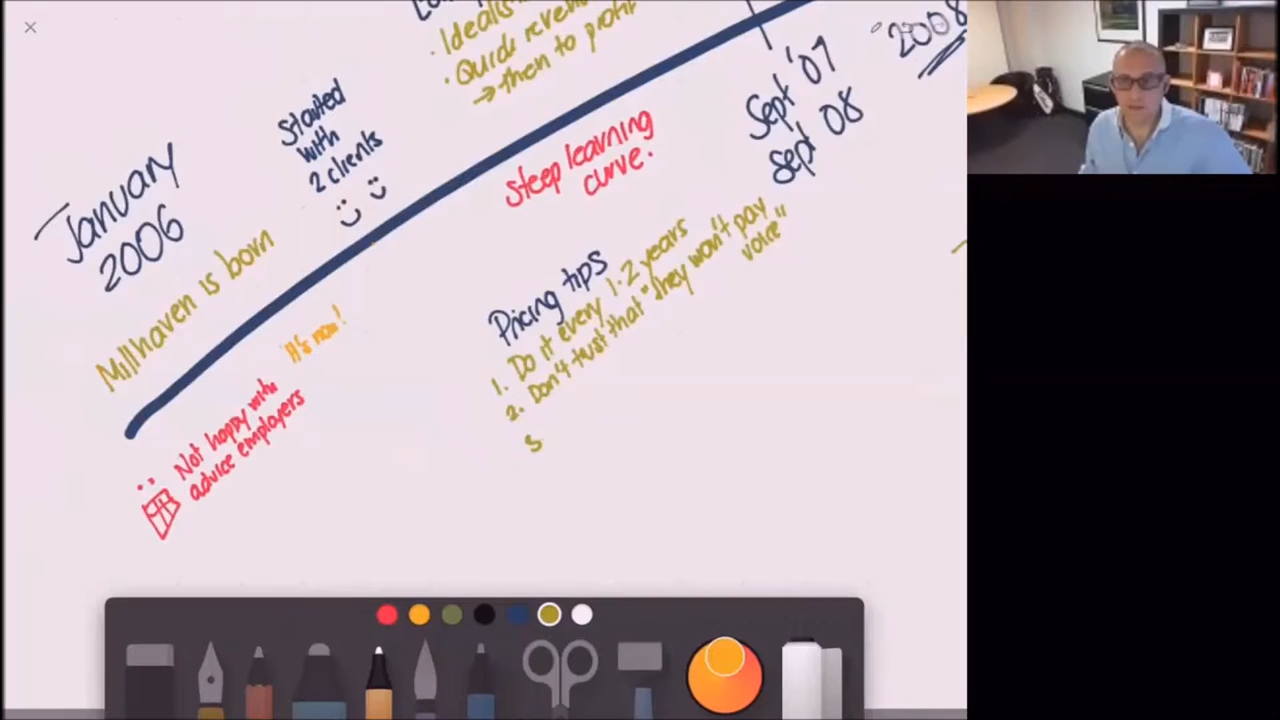 · Idealis
· Quick reven
→ then to profit
2008
Sept '07
Sept 08
Started
with
2 clients
January
2006
Steep learning
curve.
Millhaven is born
Pricing tips
1. Do it every 1-2 years
2. Don't trust that "they won't pay
voice"
It's now!
Not happy with
advice employers